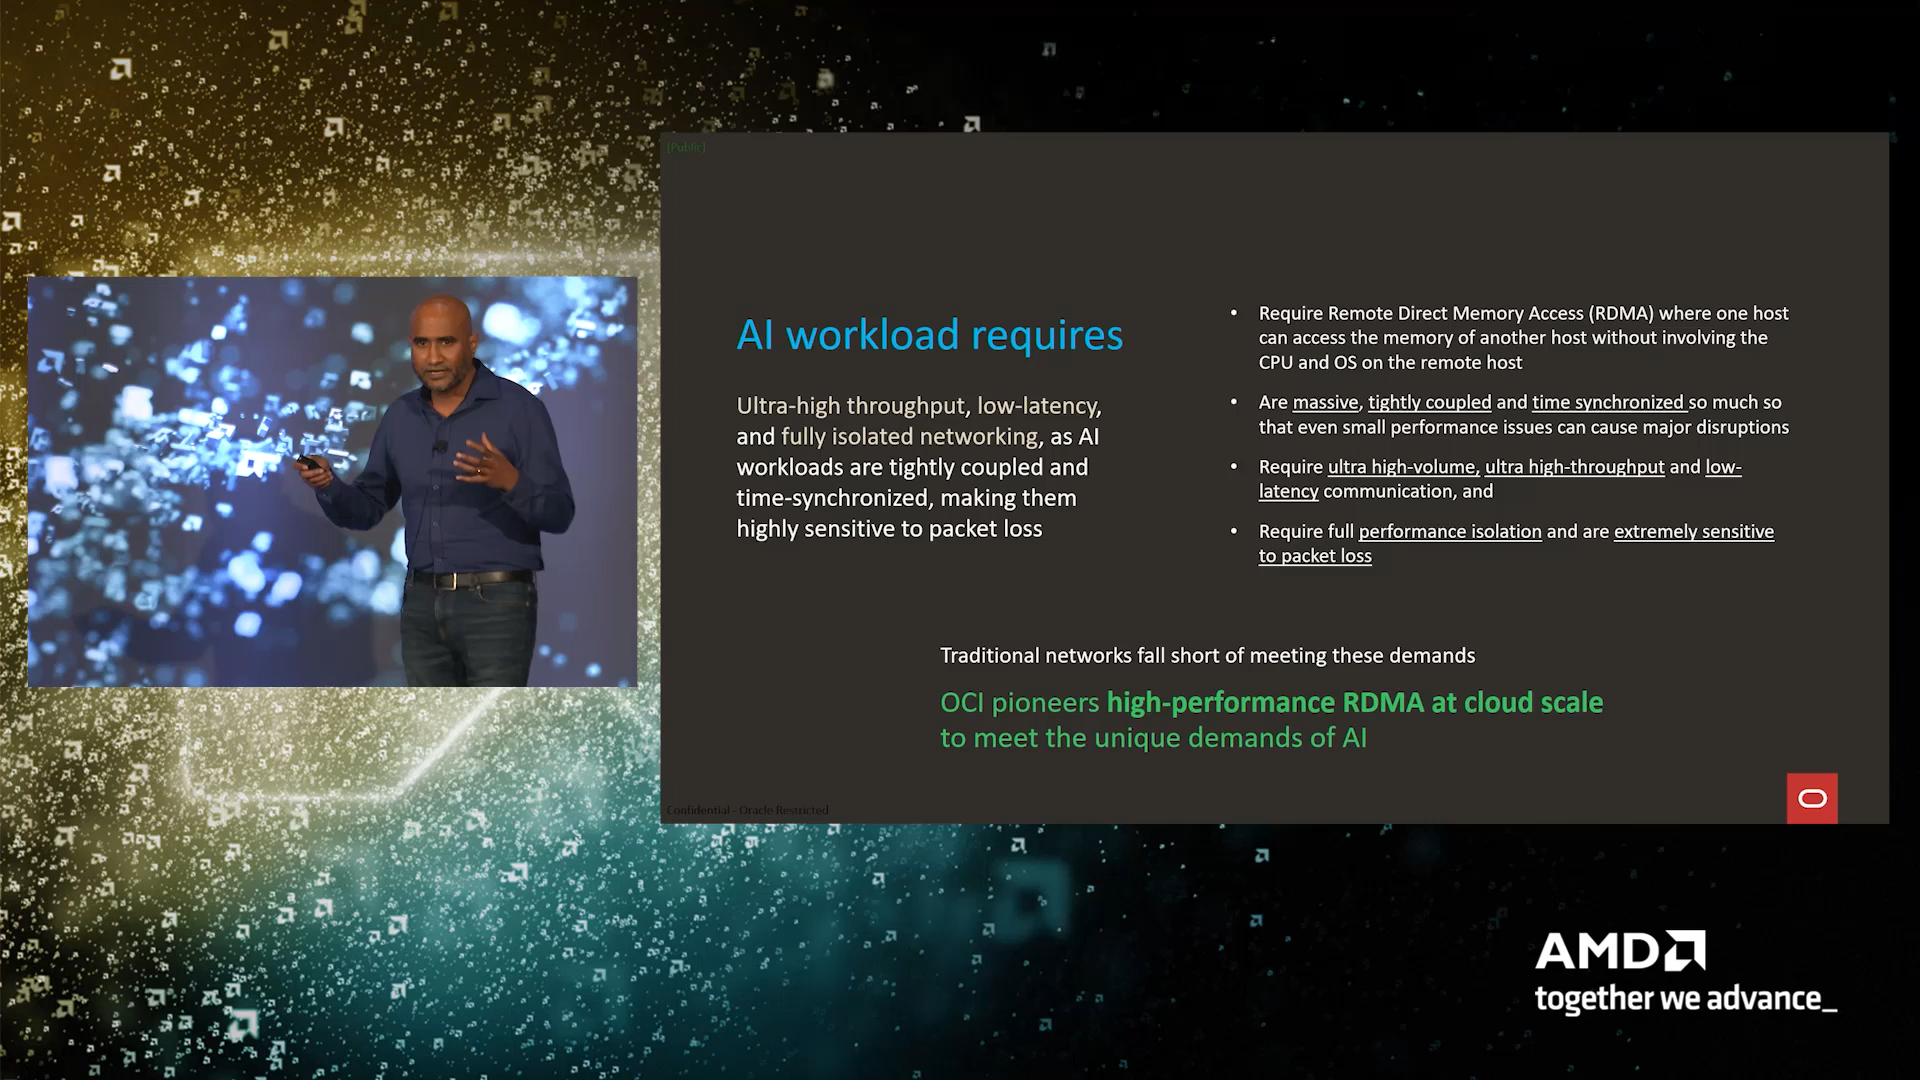 [Public]
AI workload requires
Ultra-high throughput, low-latency,
and fully isolated networking, as AI
workloads are tightly coupled and
time-synchronized, making them
highly sensitive to packet loss
• Require Remote Direct Memory Access (RDMA) where one host
can access the memory of another host without involving the
CPU and OS on the remote host
• Are massive, tightly coupled and time synchronized so much so
that even small performance issues can cause major disruptions
• Require ultra high-volume, ultra high-throughput and low-
latency communication, and
• Require full performance isolation and are extremely sensitive
to packet loss
Traditional networks fall short of meeting these demands
OCI pioneers high-performance RDMA at cloud scale
to meet the unique demands of AI
Confidential - Oracle Restricted
AMD
together we advance_